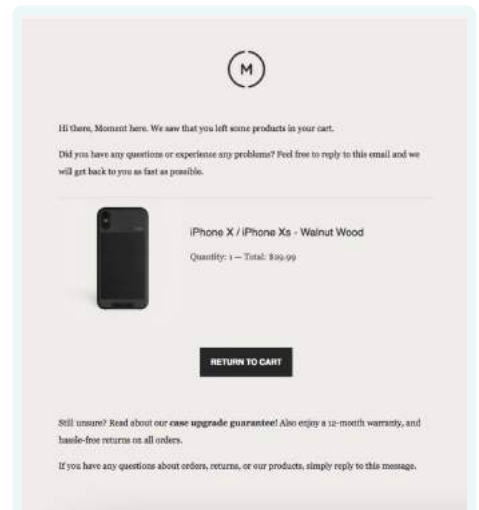 M
Hi there, Moment here. We saw that you left some products in your cart.
Did you have any questions or experience any problems? Feel free to reply to this email and we
will get back to you as fast as possible.
iPhone X / iPhone Xs - Walnut Wood
Quantity: 1 — Total: $29.99
RETURN TO CART
Still unsure? Read about our case upgrade guarantee! Also enjoy a 12-month warranty, and
hassle-free returns on all orders.
If you have any questions about orders, returns, or our products, simply reply to this message.